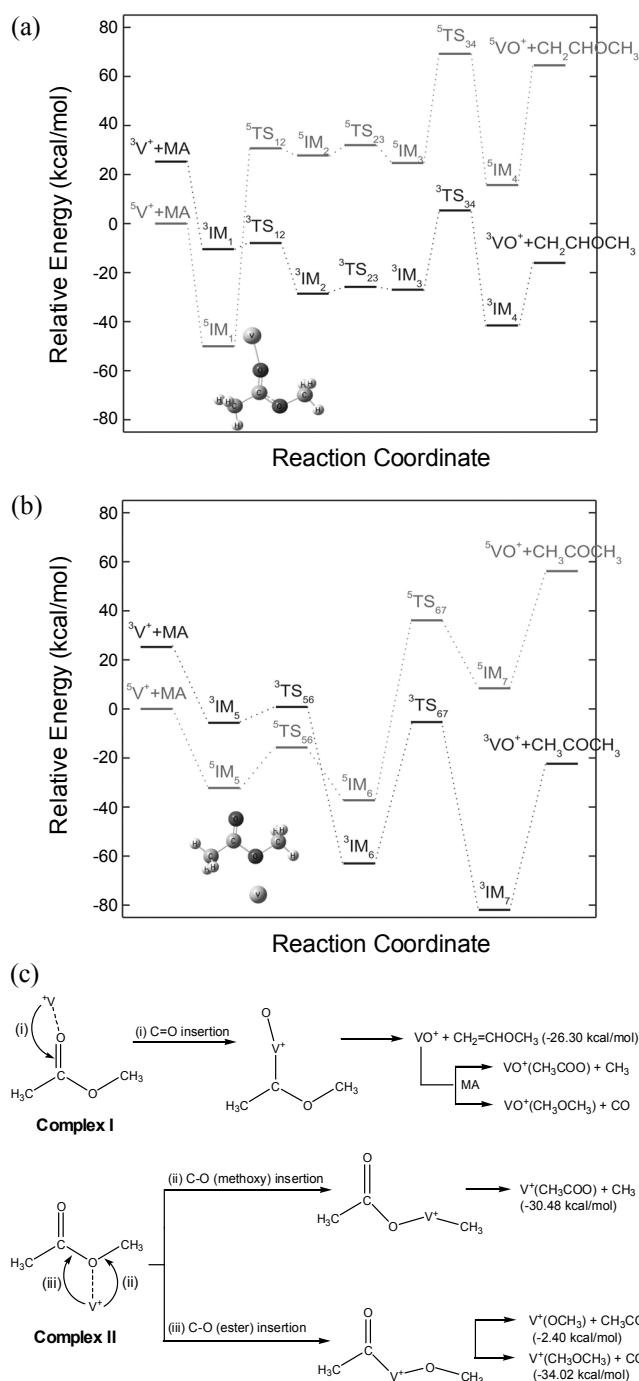 (a)
Relative Energy (kcal/mol)
80
60
40
20
0
-20
-40
-60
-80
³V⁺+MA
⁵V⁺+MA
³IM₁
⁵IM₁
⁵TS₁₂
³TS₁₂
⁵IM₂
³IM₂
⁵TS₂₃
³TS₂₃
⁵IM₃
³IM₃
⁵TS₃₄
³TS₃₄
⁵IM₄
³IM₄
⁵VO⁺+CH₂CHOCH₃
³VO⁺+CH₂CHOCH₃
V
O
C
C
O
C
H
H
H
H
Reaction Coordinate
(b)
Relative Energy (kcal/mol)
80
60
40
20
0
-20
-40
-60
-80
³V⁺+MA
⁵V⁺+MA
³IM₅
⁵IM₅
³TS₅₆
⁵TS₅₆
⁵IM₆
³IM₆
⁵TS₆₇
³TS₆₇
⁵IM₇
³IM₇
⁵VO⁺+CH₃COCH₃
³VO⁺+CH₃COCH₃
O
C
C
O
C
H
H
H
H
V
Reaction Coordinate
(c)
⁺V
(i)
O
H₃C
O
CH₃
Complex I
(i) C=O insertion
O
V⁺
C
H₃C
O
CH₃
VO⁺ + CH₂=CHOCH₃ (-26.30 kcal/mol)
MA
VO⁺(CH₃COO) + CH₃
VO⁺(CH₃OCH₃) + CO
O
C
H₃C
O
CH₃
(iii)
(ii)
V⁺
Complex II
(ii) C-O (methoxy) insertion
O
C
H₃C
O
V⁺
CH₃
V⁺(CH₃COO) + CH₃
(-30.48 kcal/mol)
(iii) C-O (ester) insertion
O
C
H₃C
V⁺
O
CH₃
V⁺(OCH₃) + CH₃CO
(-2.40 kcal/mol)
V⁺(CH₃OCH₃) + CO
(-34.02 kcal/mol)